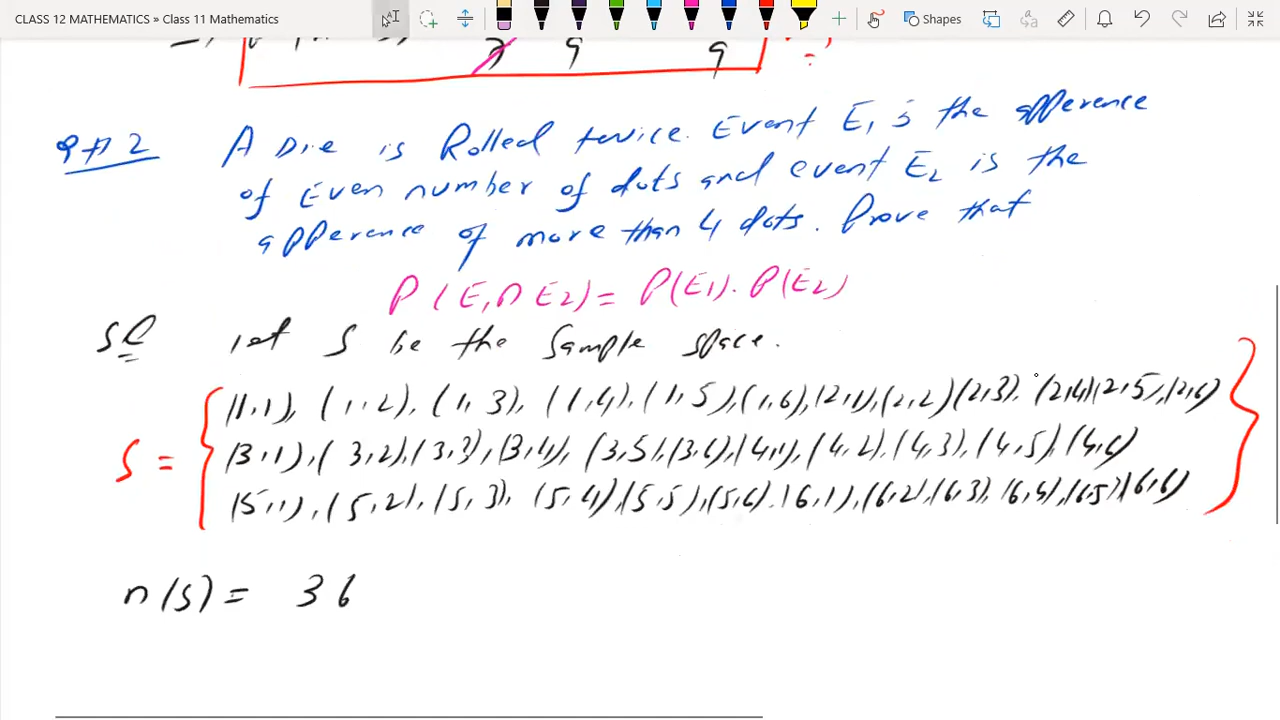 CLASS 12 MATHEMATICS » Class 11 Mathematics
Shapes
9 9
Q#2 A Die is Rolled twice. Event E1 is the apperence
of Even number of dots and event E2 is the
apperence of more than 4 dots. Prove that
P(E1∩E2)= P(E1). P(E2)
Sol let S be the Sample space.
(1,1), (1,2), (1,3), (1,4), (1,5), (1,6), (2,1), (2,2) (2,3). (2,4) (2,5), (2,6)
S = { (3,1), (3,2), (3,3), (3,4), (3,5), (3,6), (4,1), (4,2), (4,3), (4,5) (4,6) }
(5,1), (5,2), (5,3), (5,4) (5,5), (5,6). (6,1), (6,2) (6,3), (6,4), (6,5) (6,6)
n(S) = 36